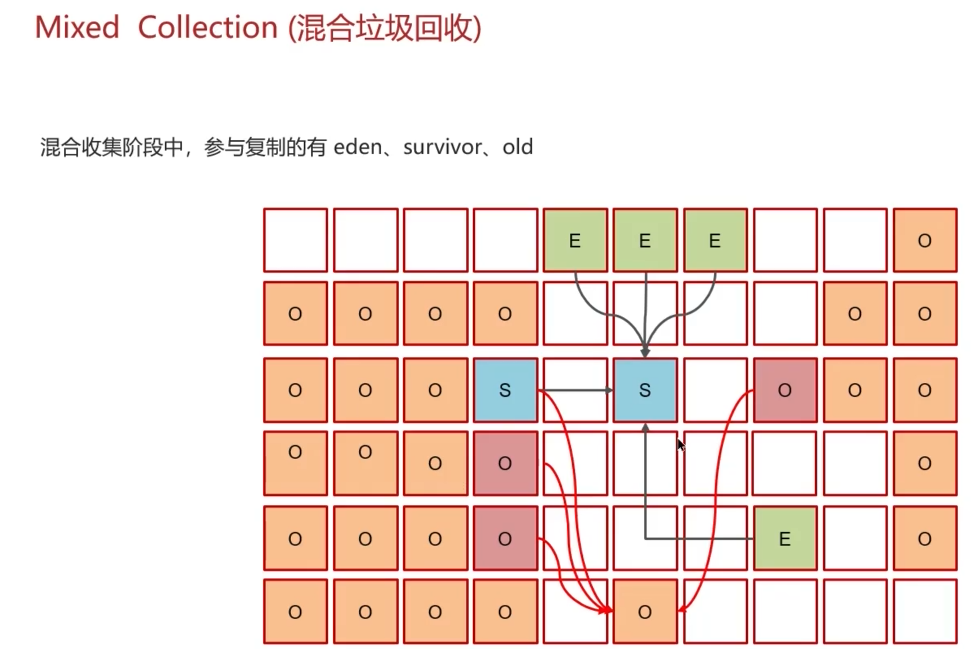 Mixed Collection (混合垃圾回收)
混合收集阶段中，参与复制的有 eden、survivor、old
E E E O
O O O O O O
O O O S S O O O
O O O O O
O O O O E O
O O O O O